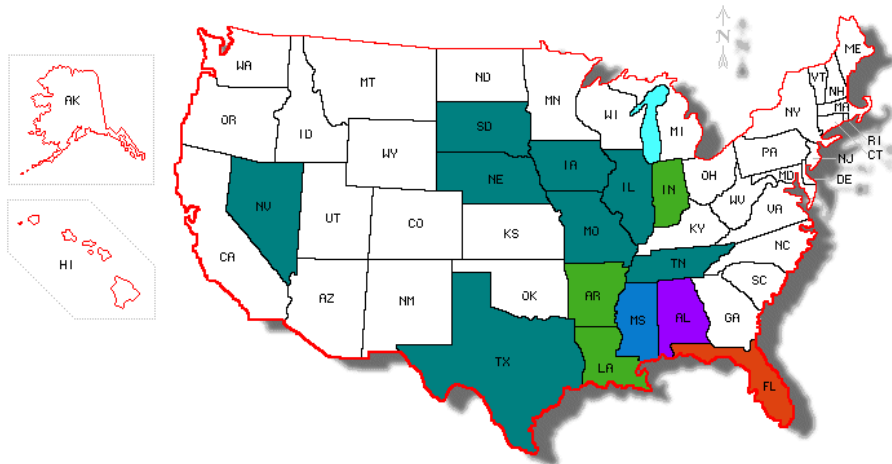 ME
WA
VT
MT
ND
NH
AK
MN
MA
NY
OR
SD
WI
MI
ID
RI
WY
CT
PA
NJ
IA
OH
MD
NE
IL
IN
DE
NV
WV
VA
UT
CO
MO
KY
KS
NC
HI
CA
TN
SC
OK
AR
AZ
NM
MS
AL
GA
TX
LA
FL
N
N